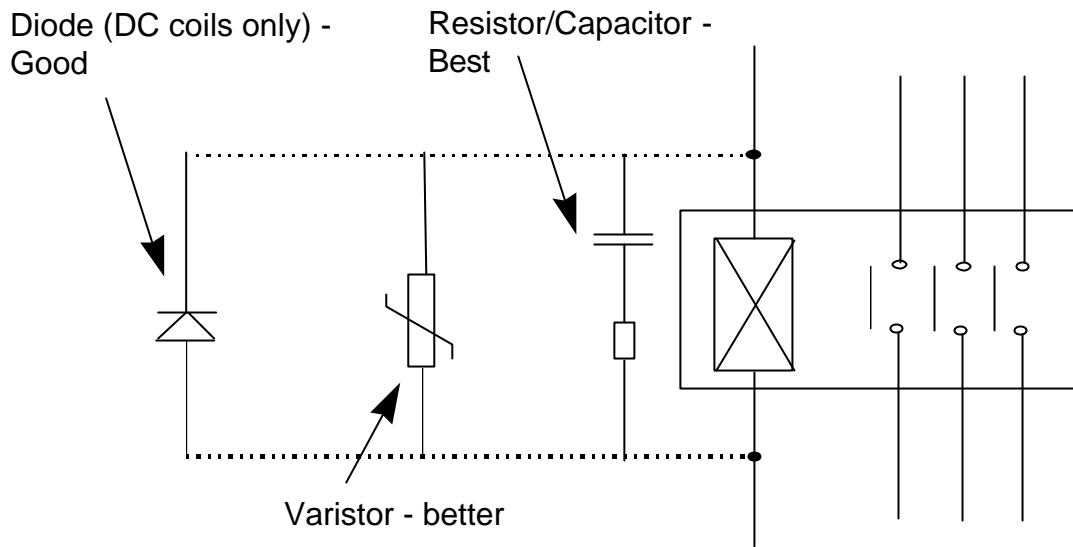 Diode (DC coils only) -
Good
Resistor/Capacitor -
Best
Varistor - better